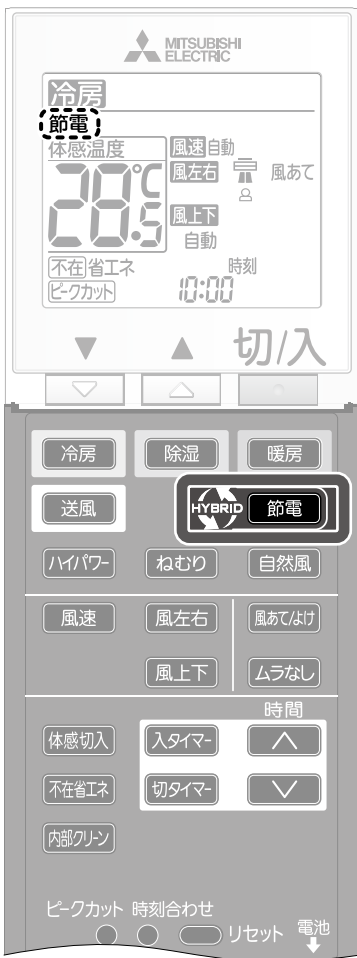 MITSUBISHI
ELECTRIC
冷房
節電
体感温度
風速 自動
28.5℃
風左右 風あて
風上下
自動
不在 省エネ 時刻
ピークカット 10:00
切/入
冷房 除湿 暖房
送風 HYBRID 節電
ハイパワー ねむり 自然風
風速 風左右 風あて/よけ
風上下 ムラなし
時間
体感切入 入タイマー
不在省エネ 切タイマー
内部クリーン
ピークカット 時刻合わせ リセット 電池